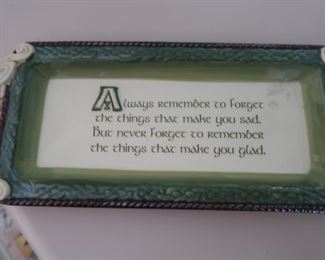 Always remember to forget
the things that make you sad.
But never forget to remember
the things that make you glad.